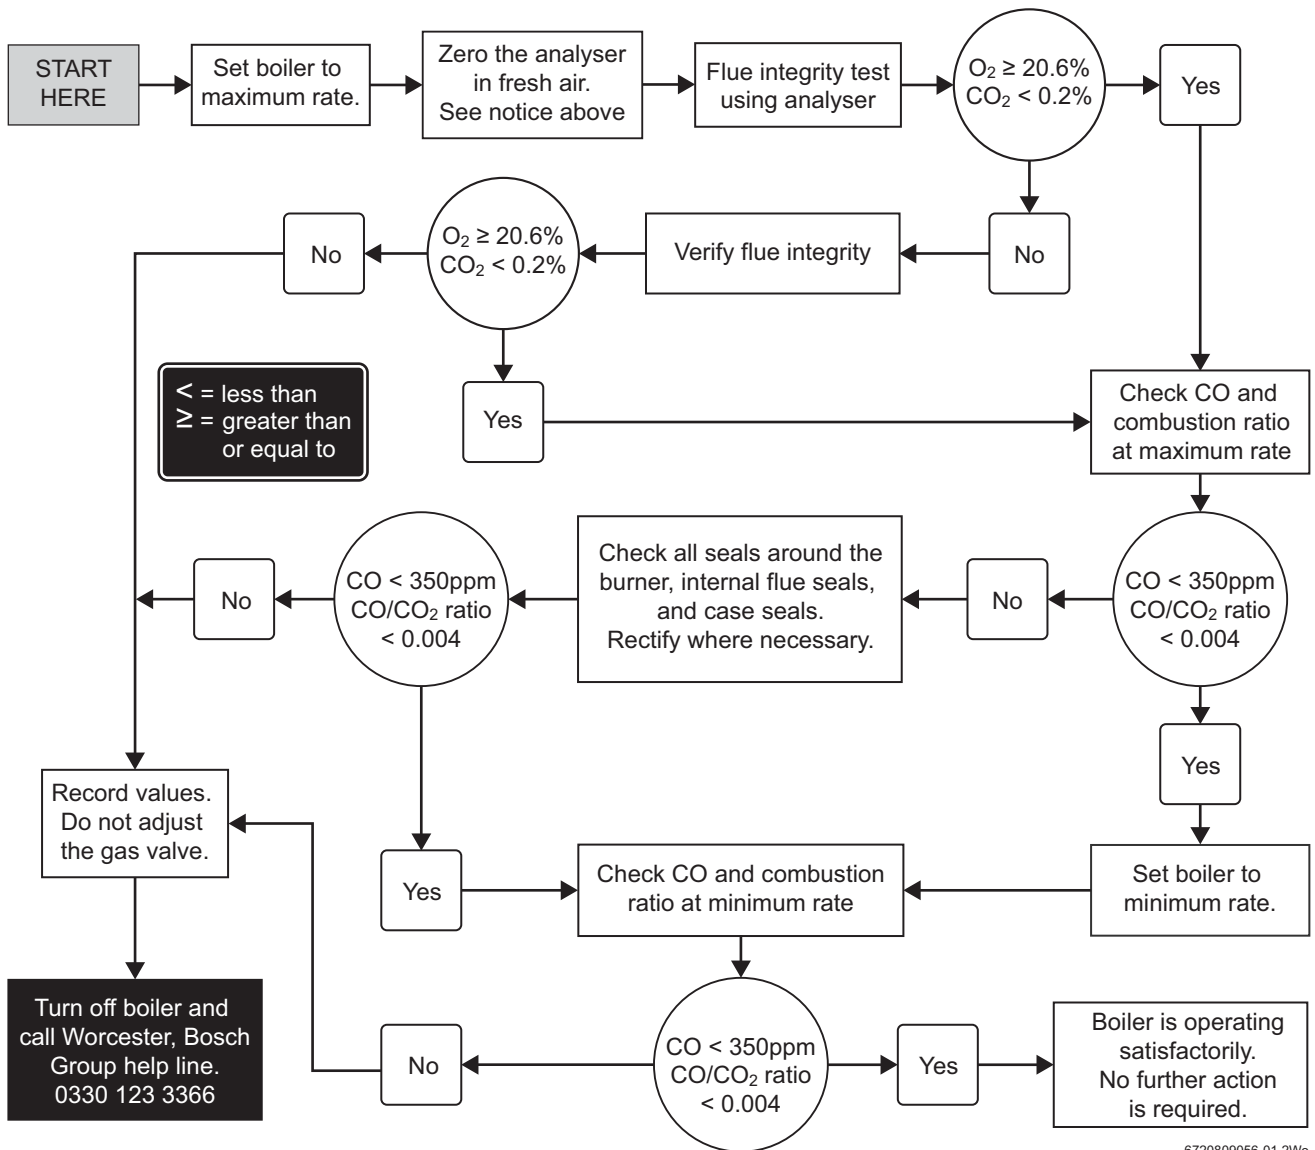 START
HERE
Set boiler to
maximum rate.
Zero the analyser
in fresh air.
See notice above
Flue integrity test
using analyser
O₂ ≥ 20.6%
CO₂ < 0.2%
Yes
No
Verify flue integrity
O₂ ≥ 20.6%
CO₂ < 0.2%
No
Yes
< = less than
≥ = greater than
or equal to
Check CO and
combustion ratio
at maximum rate
CO < 350ppm
CO/CO₂ ratio
< 0.004
No
Check all seals around the
burner, internal flue seals,
and case seals.
Rectify where necessary.
CO < 350ppm
CO/CO₂ ratio
< 0.004
No
Yes
Set boiler to
minimum rate.
Yes
Check CO and combustion
ratio at minimum rate
Record values.
Do not adjust
the gas valve.
CO < 350ppm
CO/CO₂ ratio
< 0.004
No
Yes
Boiler is operating
satisfactorily.
No further action
is required.
Turn off boiler and
call Worcester, Bosch
Group help line.
0330 123 3366